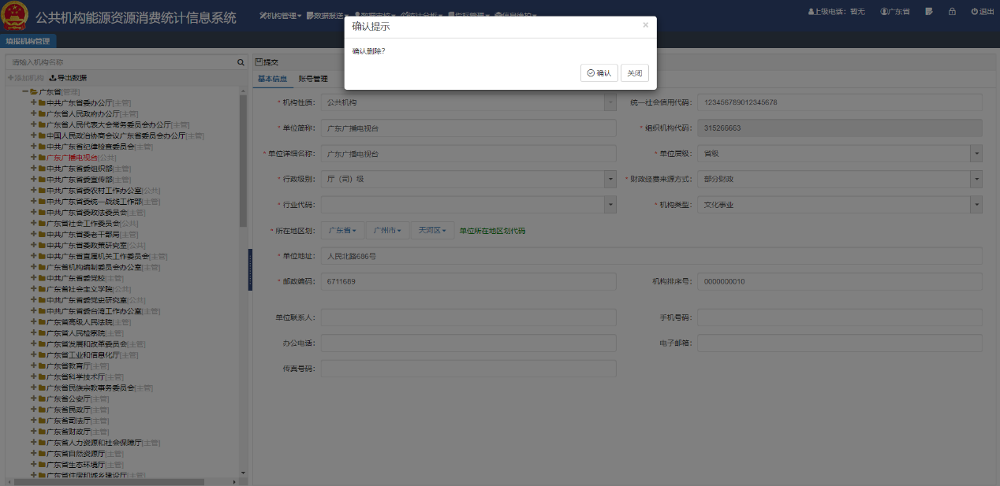 公共机构能源资源消费统计信息系统
机构管理 数据报送 数据审核 统计分析 指标管理 信息维护
上级电话：暂无 广东省 退出
填报机构管理
确认提示 ×
确认删除?
确认 关闭
请输入机构名称
添加机构 导出数据
广东省[管理]
中共广东省委办公厅[主管]
广东省人民政府办公厅[主管]
广东省人民代表大会常务委员会办公厅[主管]
中国人民政治协商会议广东省委员会办公厅[主管]
中共广东省纪律检查委员会[主管]
广东广播电视台[公共]
中共广东省委组织部[主管]
中共广东省委宣传部[主管]
中共广东省委农村工作办公室[公共]
中共广东省委统一战线工作部[主管]
中共广东省委政法委员会[主管]
广东省社会工作委员会[公共]
中共广东省委老干部局[主管]
中共广东省委政策研究室[公共]
中共广东省直属机关工作委员会[主管]
广东省机构编制委员会办公室[主管]
中共广东省委党校[主管]
广东省社会主义学院[公共]
中共广东省委党史研究室[公共]
中共广东省委台湾工作办公室[主管]
广东省高级人民法院[主管]
广东省人民检察院[主管]
广东省发展和改革委员会[主管]
广东省工业和信息化厅[主管]
广东省教育厅[主管]
广东省科学技术厅[主管]
广东省民族宗教事务委员会[主管]
广东省公安厅[主管]
广东省民政厅[主管]
广东省司法厅[主管]
广东省财政厅[主管]
广东省人力资源和社会保障厅[主管]
广东省自然资源厅[主管]
广东省生态环境厅[主管]
广东省住房和城乡建设厅[主管]
提交
基本信息 账号管理
* 机构性质： 公共机构 统一社会信用代码： 123456789012345678
* 单位简称： 广东广播电视台 * 组织机构代码： 315266663
* 单位详细名称： 广东广播电视台 * 单位层级： 省级
* 行政级别： 厅（司）级 * 财政经费来源方式： 部分财政
* 行业代码： * 机构类型： 文化事业
* 所在地区划： 广东省 广州市 天河区 单位所在地区划代码
* 单位地址： 人民北路686号
* 邮政编码： 6711689 机构排序号： 0000000010
单位联系人： 手机号码：
办公电话： 电子邮箱：
传真号码：